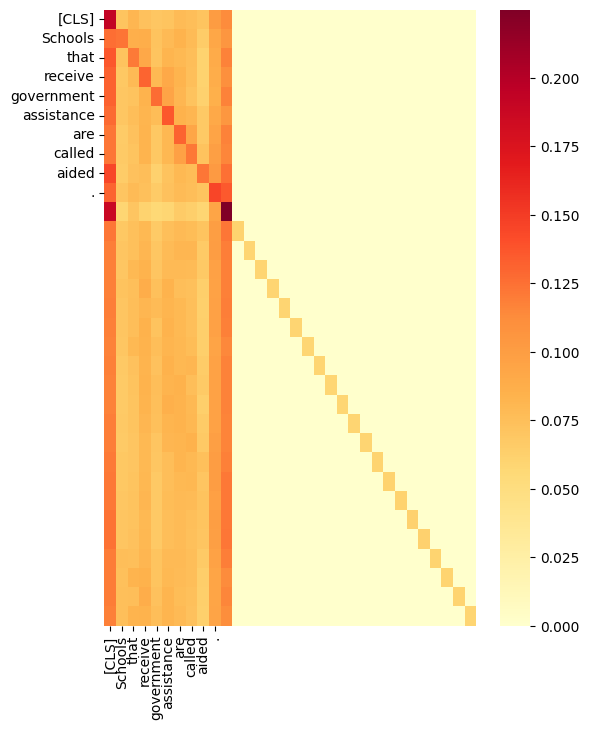 [CLS]
Schools
that
receive
government
assistance
are
called
aided
.
[CLS]
Schools
that
receive
government
assistance
are
called
aided
.
0.200
0.175
0.150
0.125
0.100
0.075
0.050
0.025
0.000